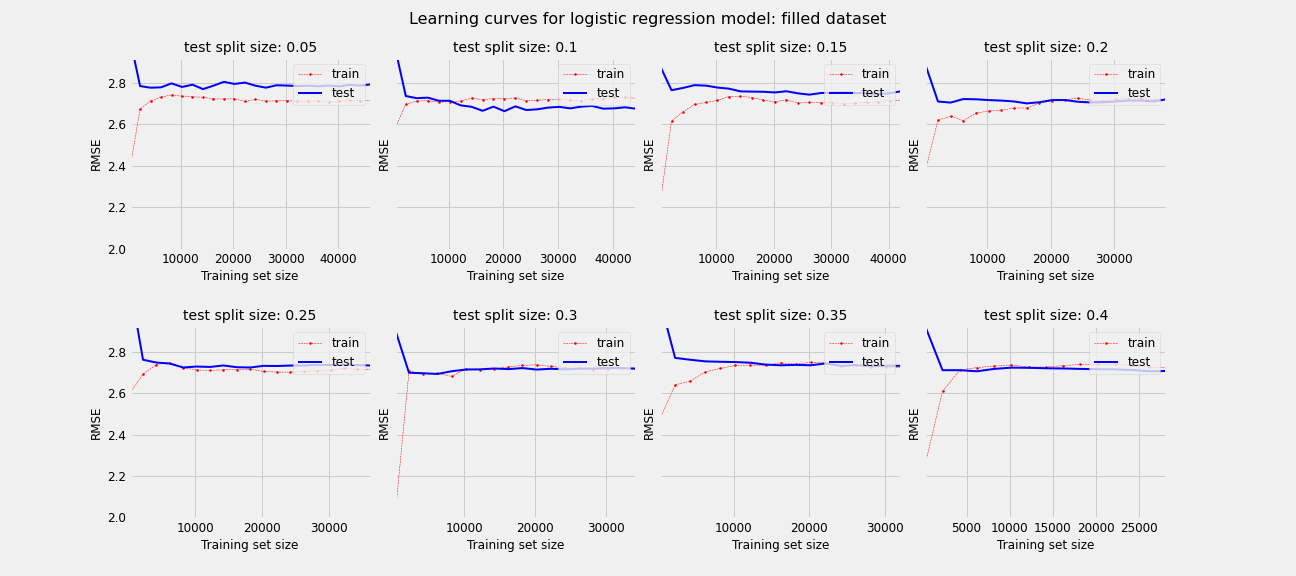 Learning curves for logistic regression model: filled dataset
test split size: 0.05
test split size: 0.1
test split size: 0.15
test split size: 0.2
train
test
train
test
train
test
train
test
RMSE
RMSE
RMSE
RMSE
2.8
2.6
2.4
2.2
2.0
10000 20000 30000 40000
10000 20000 30000 40000
10000 20000 30000 40000
10000 20000 30000
Training set size
Training set size
Training set size
Training set size
test split size: 0.25
test split size: 0.3
test split size: 0.35
test split size: 0.4
train
test
train
test
train
test
train
test
RMSE
RMSE
RMSE
RMSE
2.8
2.6
2.4
2.2
2.0
10000 20000 30000
10000 20000 30000
10000 20000 30000
5000 10000 15000 20000 25000
Training set size
Training set size
Training set size
Training set size